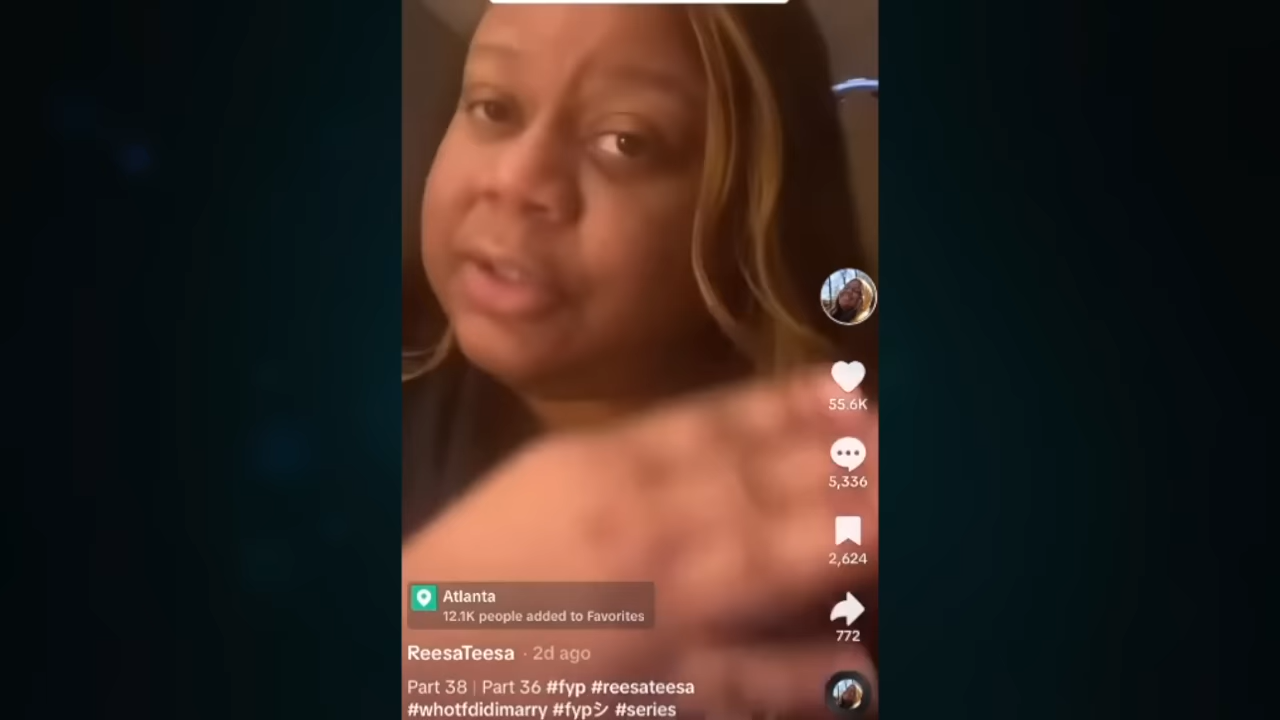 55.6K
5,336
2,624
772
Atlanta
12.1K people added to Favorites
ReesaTeesa · 2d ago
Part 38 | Part 36 #fyp #reesateesa
#whotfdidimarry #fypシ #series